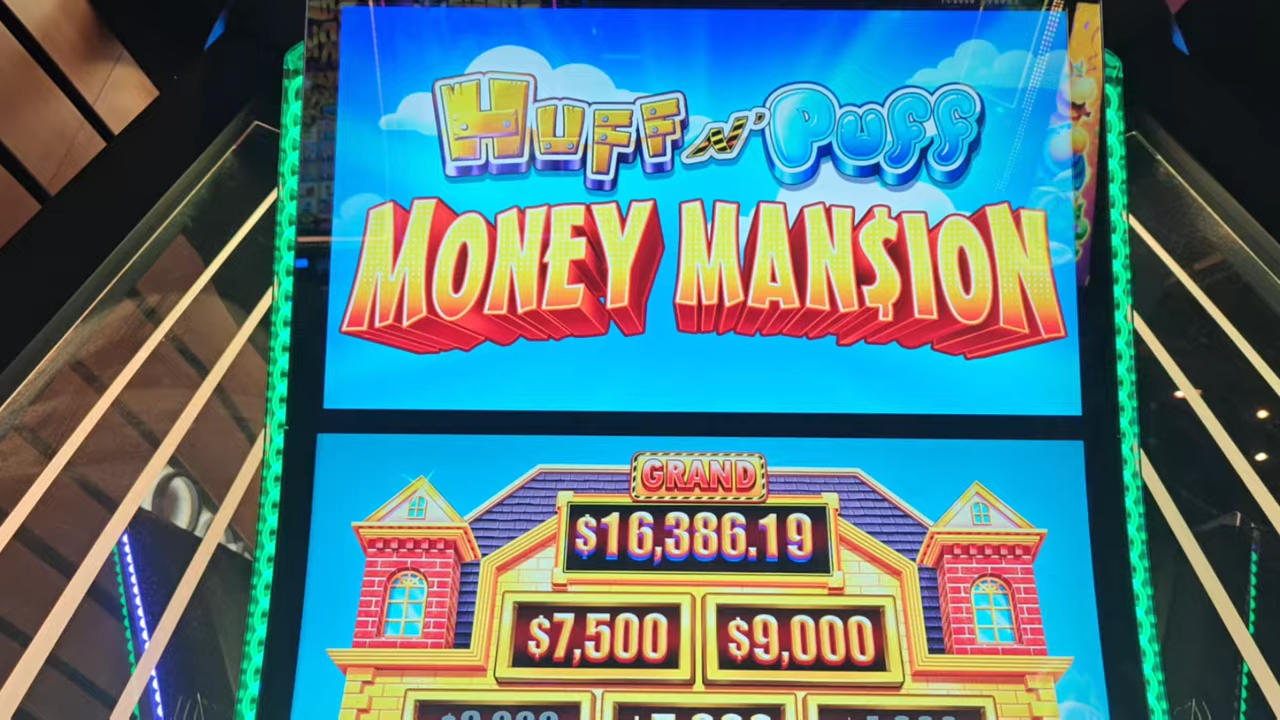 HUFF N' PUFF
MONEY MAN$ION
GRAND
$16,386.19
$7,500
$9,000